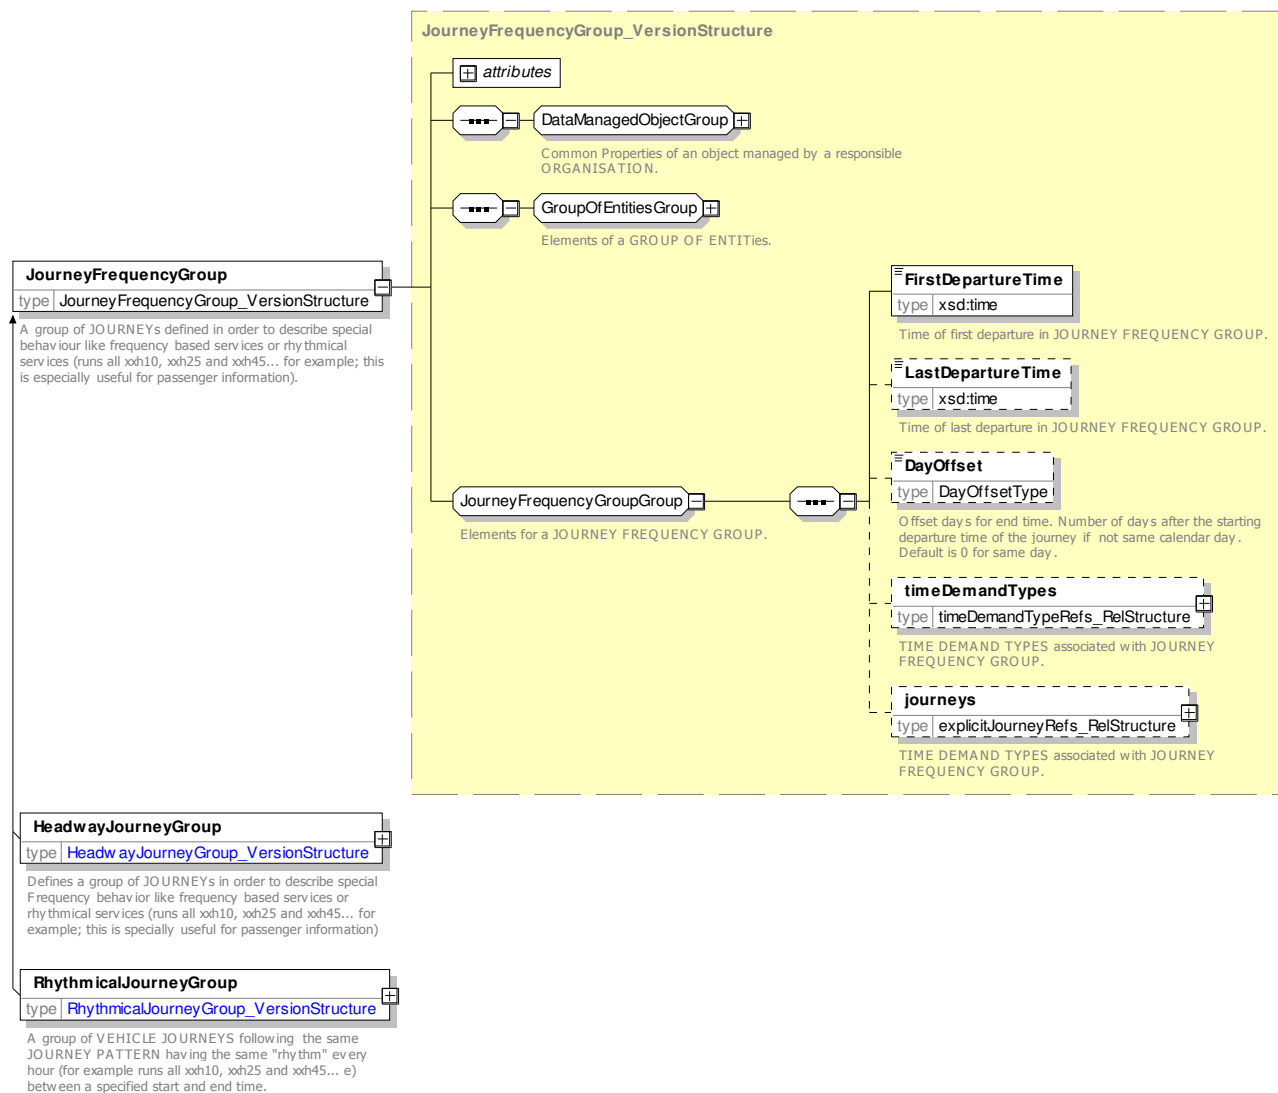 JourneyFrequencyGroup_VersionStructure
attributes
DataManagedObjectGroup
Common Properties of an object managed by a responsible
ORGANISATION.
GroupOfEntitiesGroup
Elements of a GROUP OF ENTITies.
JourneyFrequencyGroup
type JourneyFrequencyGroup_VersionStructure
A group of JOURNEYs defined in order to describe special
behaviour like frequency based services or rhythmical
services (runs all xxh10, xxh25 and xxh45... for example; this
is especially useful for passenger information).
FirstDepartureTime
type xsd:time
Time of first departure in JOURNEY FREQUENCY GROUP.
LastDepartureTime
type xsd:time
Time of last departure in JOURNEY FREQUENCY GROUP.
DayOffset
type DayOffsetType
Offset days for end time. Number of days after the starting
departure time of the journey if not same calendar day.
Default is 0 for same day.
JourneyFrequencyGroupGroup
Elements for a JOURNEY FREQUENCY GROUP.
timeDemandTypes
type timeDemandTypeRefs_RelStructure
TIME DEMAND TYPES associated with JOURNEY
FREQUENCY GROUP.
journeys
type explicitJourneyRefs_RelStructure
TIME DEMAND TYPES associated with JOURNEY
FREQUENCY GROUP.
HeadwayJourneyGroup
type HeadwayJourneyGroup_VersionStructure
Defines a group of JOURNEYs in order to describe special
Frequency behavior like frequency based services or
rhythmical services (runs all xxh10, xxh25 and xxh45... for
example; this is specially useful for passenger information)
RhythmicalJourneyGroup
type RhythmicalJourneyGroup_VersionStructure
A group of VEHICLE JOURNEYS following the same
JOURNEY PATTERN having the same "rhythm" every
hour (for example runs all xxh10, xxh25 and xxh45... e)
between a specified start and end time.